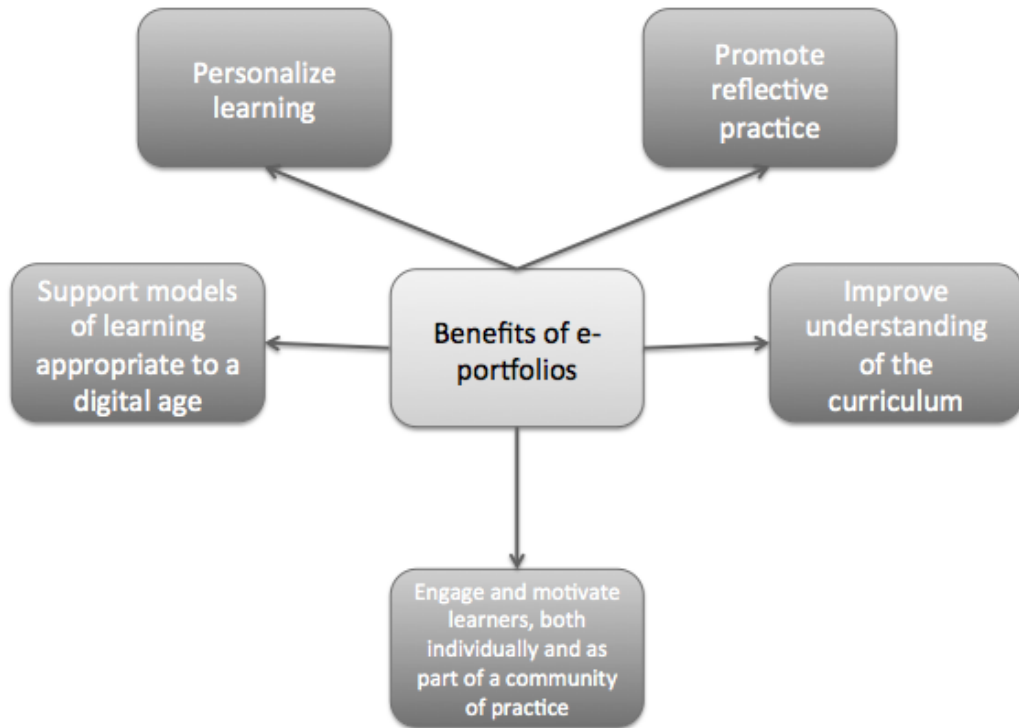 Personalize
learning
Promote
reflective
practice
Support models
of learning
appropriate to a
digital age
Benefits of e-
portfolios
Improve
understanding
of the
curriculum
Engage and motivate
learners, both
individually and as
part of a community
of practice